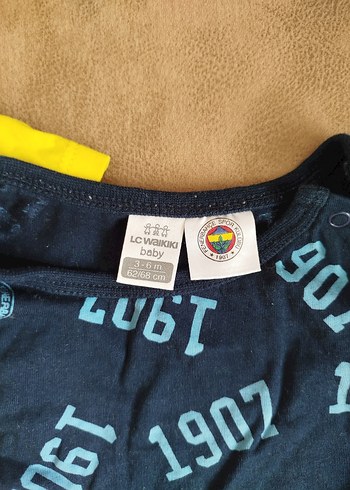 LC WAIKIKI
baby
3 - 6 m
62/68 cm
FENERBAHÇE SPOR KULÜBÜ
★ 1907 ★
1907
1907
1907
1907